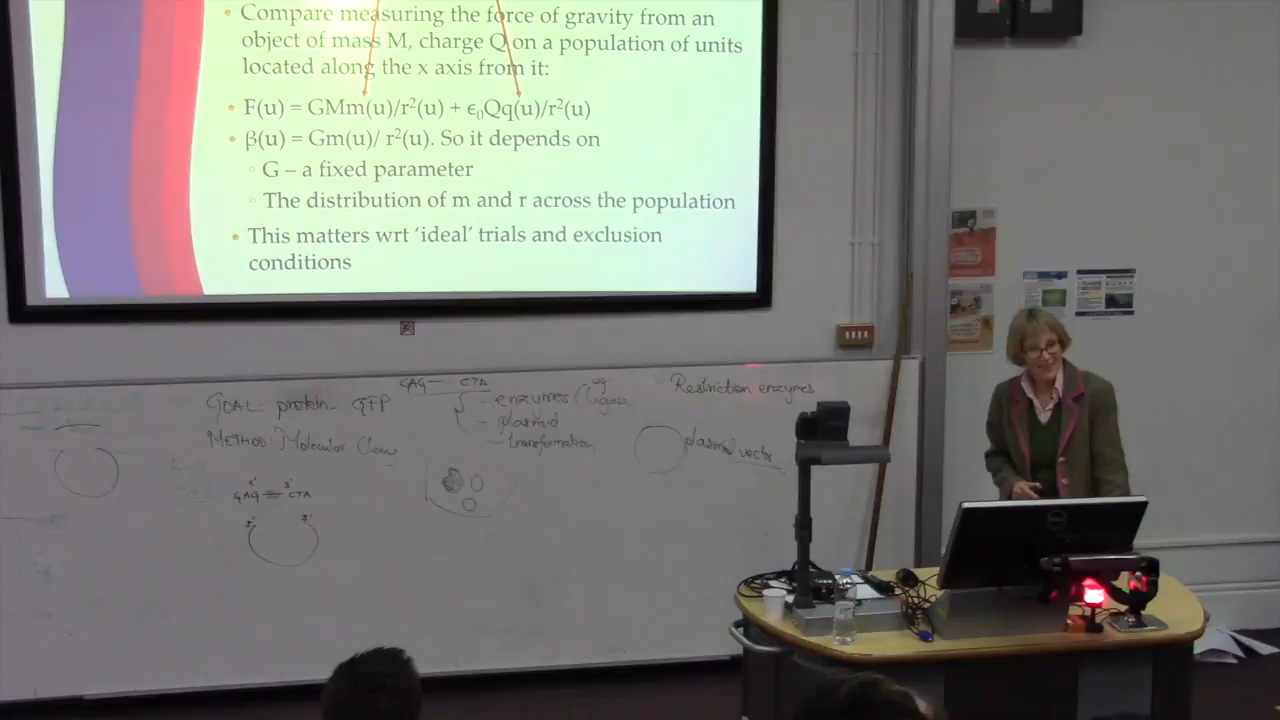 • Compare measuring the force of gravity from an
object of mass M, charge Q on a population of units
located along the x axis from it:
• F(u) = GMm(u)/r²(u) + ϵ₀Qq(u)/r²(u)
• β(u) = Gm(u)/ r²(u). So it depends on
◦ G – a fixed parameter
◦ The distribution of m and r across the population
• This matters wrt ‘ideal’ trials and exclusion
conditions
GAG — CTA
GOAL: protein GFP
- enzymes
Restriction enzymes
- plasmid
METHOD: Molecular
- transformation
plasmid vector
5' 3'
GAG CTA
DELL